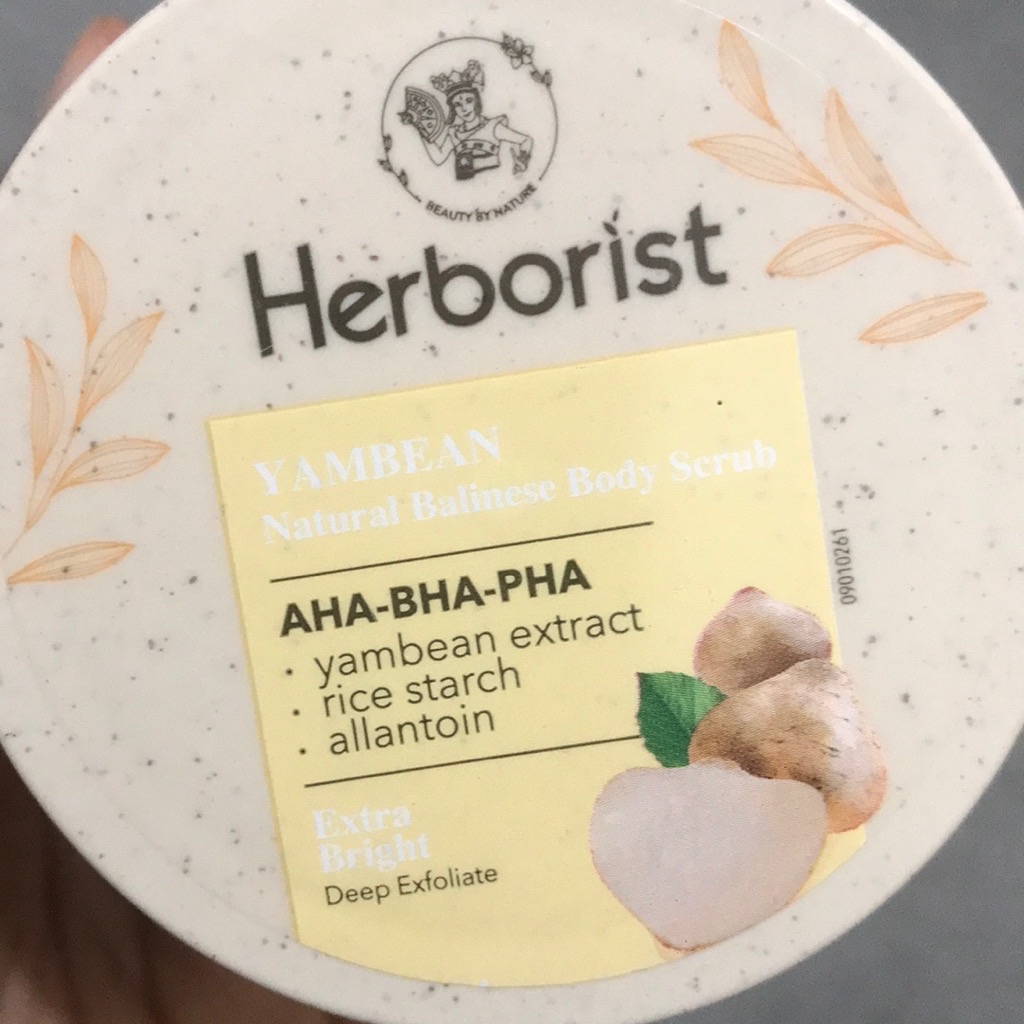 BEAUTY BY NATURE
Herborist
YAMBEAN
Natural Balinese Body Scrub
AHA-BHA-PHA
· yambean extract
· rice starch
· allantoin
Extra
Bright
Deep Exfoliate
09010261